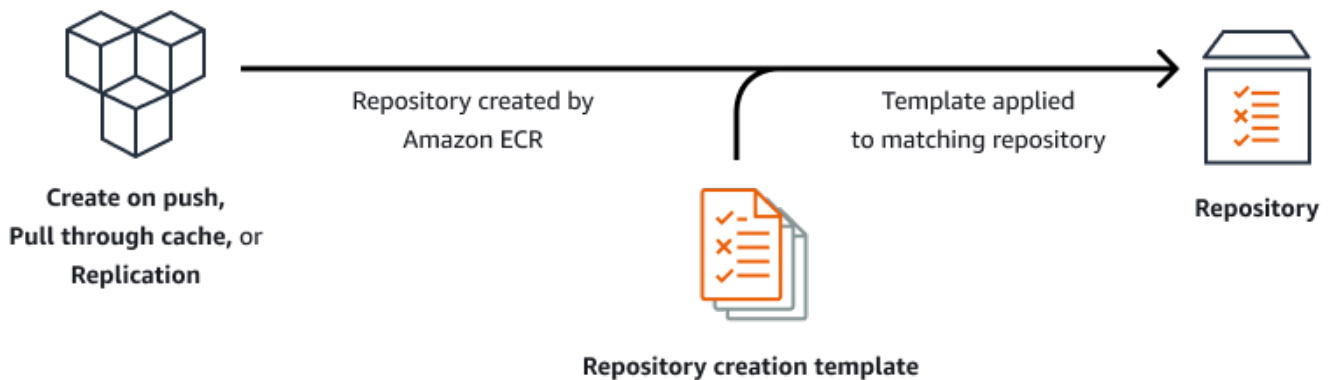 Repository created by
Amazon ECR
Template applied
to matching repository
Create on push,
Pull through cache, or
Replication
Repository
Repository creation template